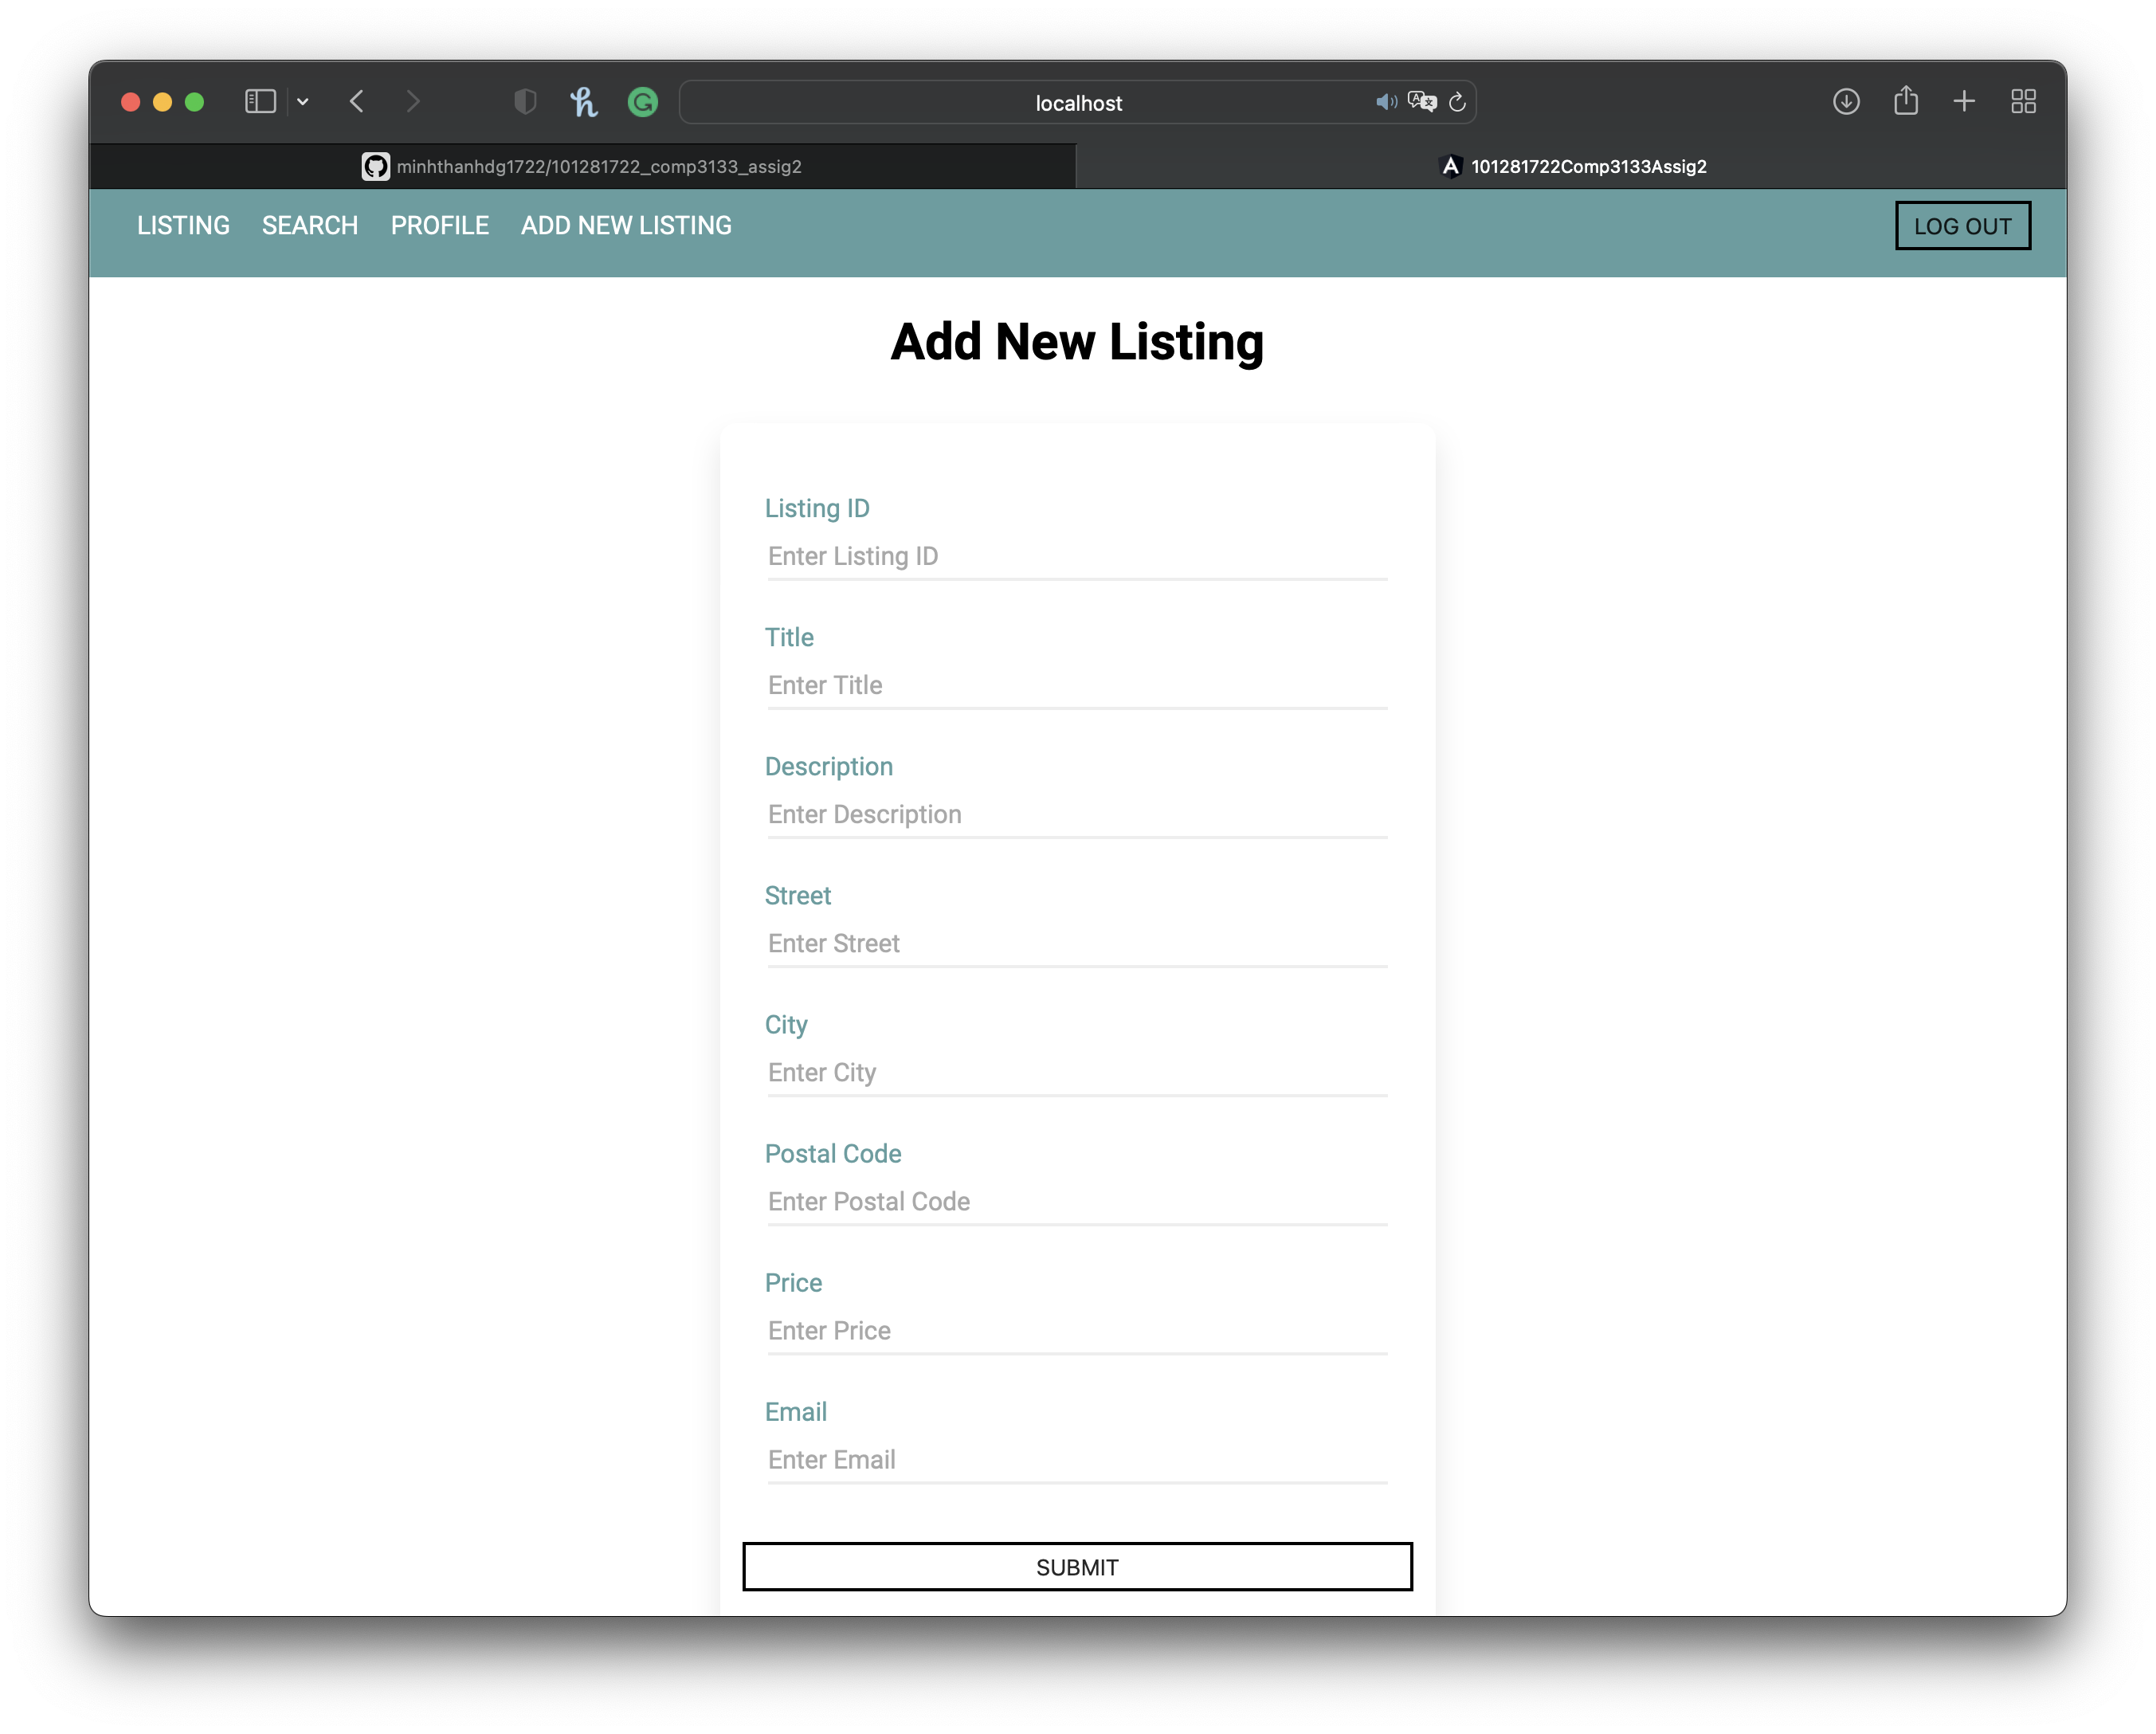 localhost
minhthanhdg1722/101281722_comp3133_assig2
101281722Comp3133Assig2
LISTING SEARCH PROFILE ADD NEW LISTING LOG OUT
Add New Listing
Listing ID
Enter Listing ID
Title
Enter Title
Description
Enter Description
Street
Enter Street
City
Enter City
Postal Code
Enter Postal Code
Price
Enter Price
Email
Enter Email
SUBMIT